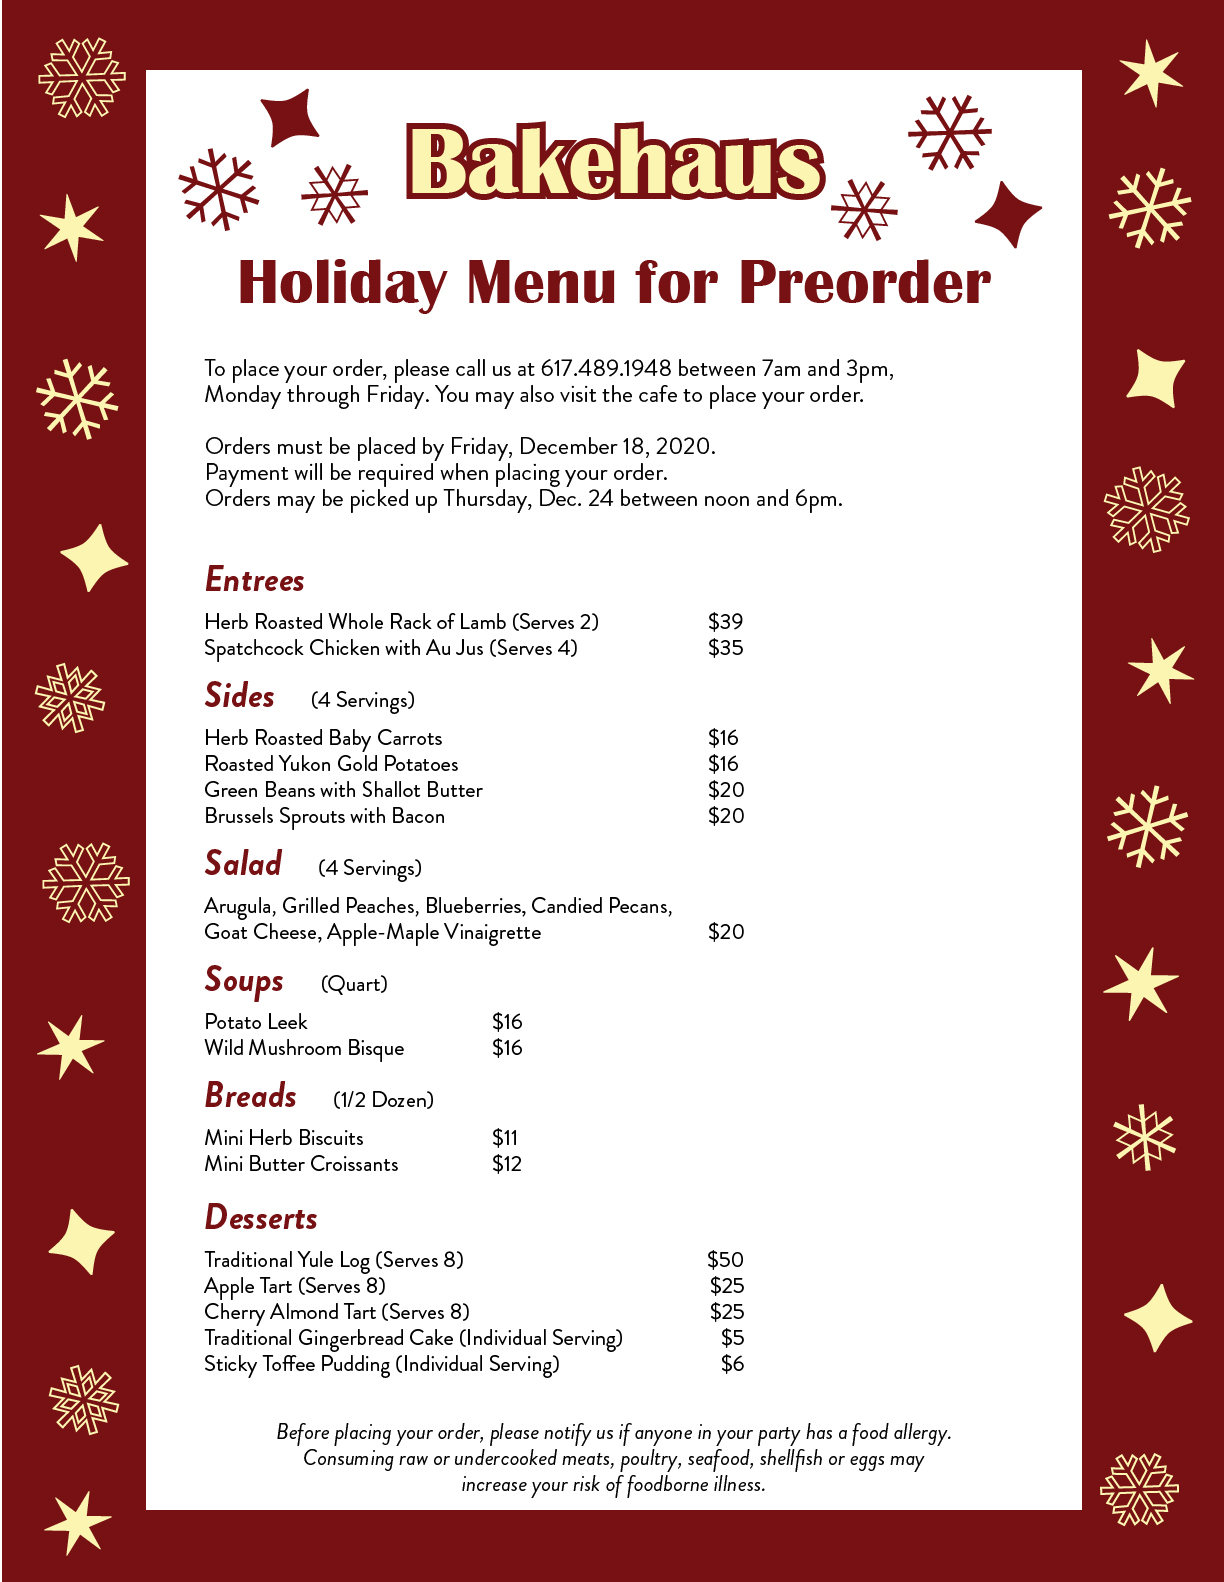 Bakehaus
Holiday Menu for Preorder
To place your order, please call us at 617.489.1948 between 7am and 3pm,
Monday through Friday. You may also visit the cafe to place your order.
Orders must be placed by Friday, December 18, 2020.
Payment will be required when placing your order.
Orders may be picked up Thursday, Dec. 24 between noon and 6pm.
Entrees
Herb Roasted Whole Rack of Lamb (Serves 2) $39
Spatchcock Chicken with Au Jus (Serves 4) $35
Sides (4 Servings)
Herb Roasted Baby Carrots $16
Roasted Yukon Gold Potatoes $16
Green Beans with Shallot Butter $20
Brussels Sprouts with Bacon $20
Salad (4 Servings)
Arugula, Grilled Peaches, Blueberries, Candied Pecans,
Goat Cheese, Apple-Maple Vinaigrette $20
Soups (Quart)
Potato Leek $16
Wild Mushroom Bisque $16
Breads (1/2 Dozen)
Mini Herb Biscuits $11
Mini Butter Croissants $12
Desserts
Traditional Yule Log (Serves 8) $50
Apple Tart (Serves 8) $25
Cherry Almond Tart (Serves 8) $25
Traditional Gingerbread Cake (Individual Serving) $5
Sticky Toffee Pudding (Individual Serving) $6
Before placing your order, please notify us if anyone in your party has a food allergy.
Consuming raw or undercooked meats, poultry, seafood, shellfish or eggs may
increase your risk of foodborne illness.